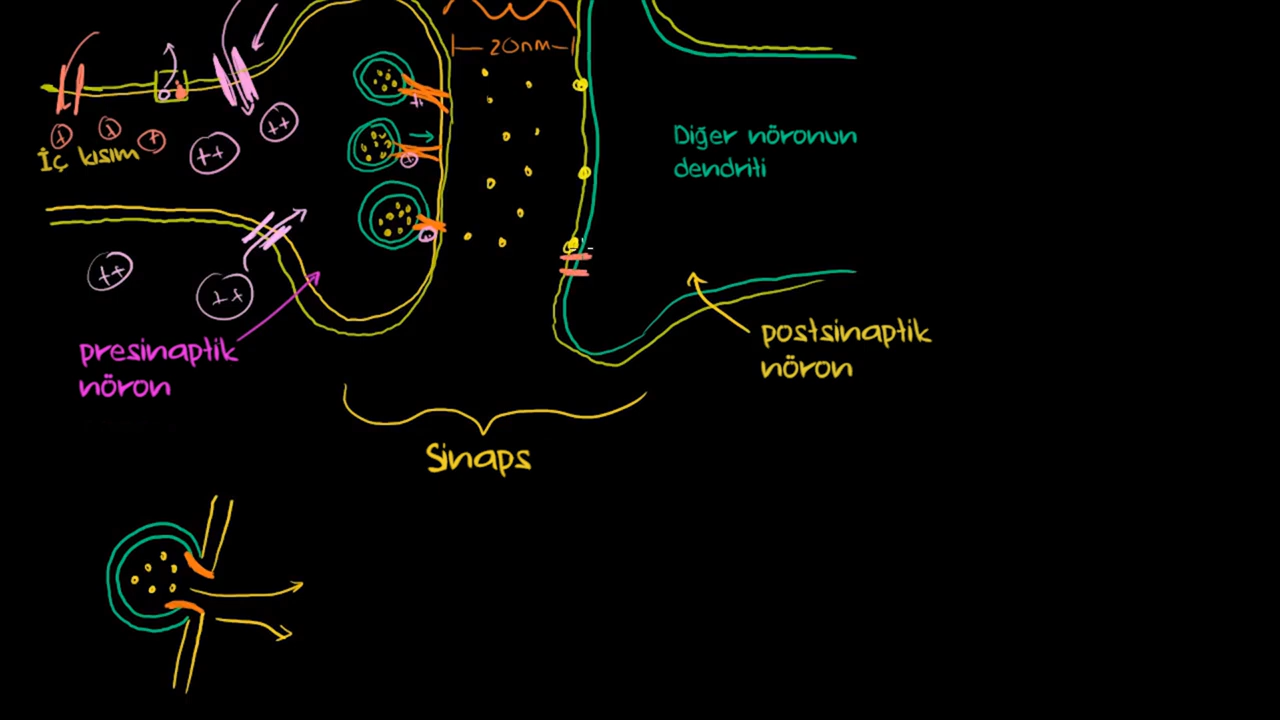 20nm
Diğer nöronun
dendriti
İç kısım
++
++
++
++
presinaptik
nöron
postsinaptik
nöron
Sinaps